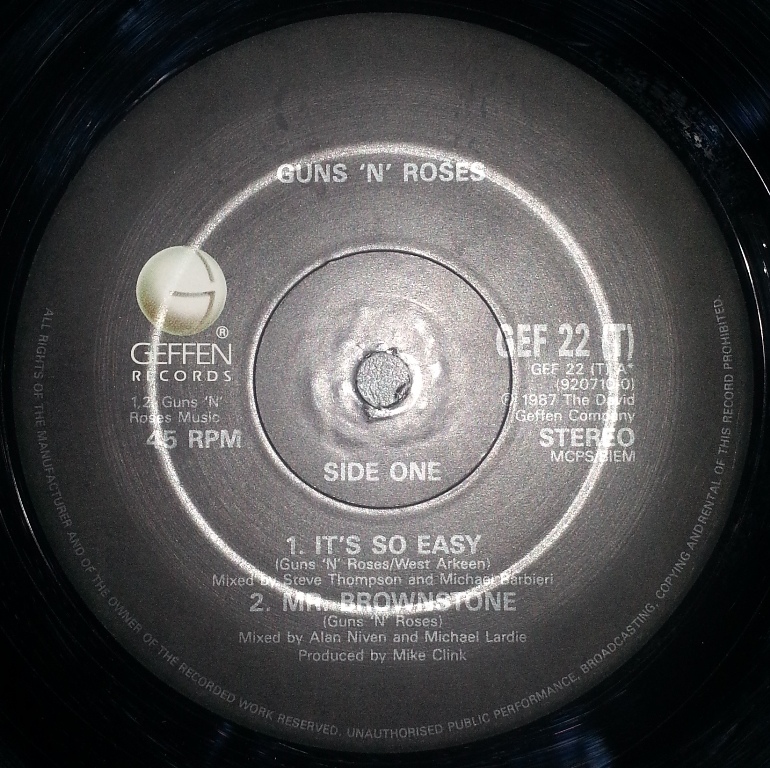 GUNS 'N' ROSES
®
GEFFEN
RECORDS
1,2. Guns 'N'
Roses Music
45 RPM
GEF 22 (T)
GEF 22 (T) A*
(920710-0)
℗ 1987 The David
Geffen Company
STEREO
MCPS/BIEM
SIDE ONE
1. IT'S SO EASY
(Guns 'N' Roses/West Arkeen)
Mixed by Steve Thompson and Michael Barbieri
2. MR. BROWNSTONE
(Guns 'N' Roses)
Mixed by Alan Niven and Michael Lardie
Produced by Mike Clink
ALL RIGHTS OF THE MANUFACTURER AND OF THE OWNER OF THE RECORDED WORK RESERVED. UNAUTHORISED PUBLIC PERFORMANCE, BROADCASTING, COPYING AND RENTAL OF THIS RECORD PROHIBITED.